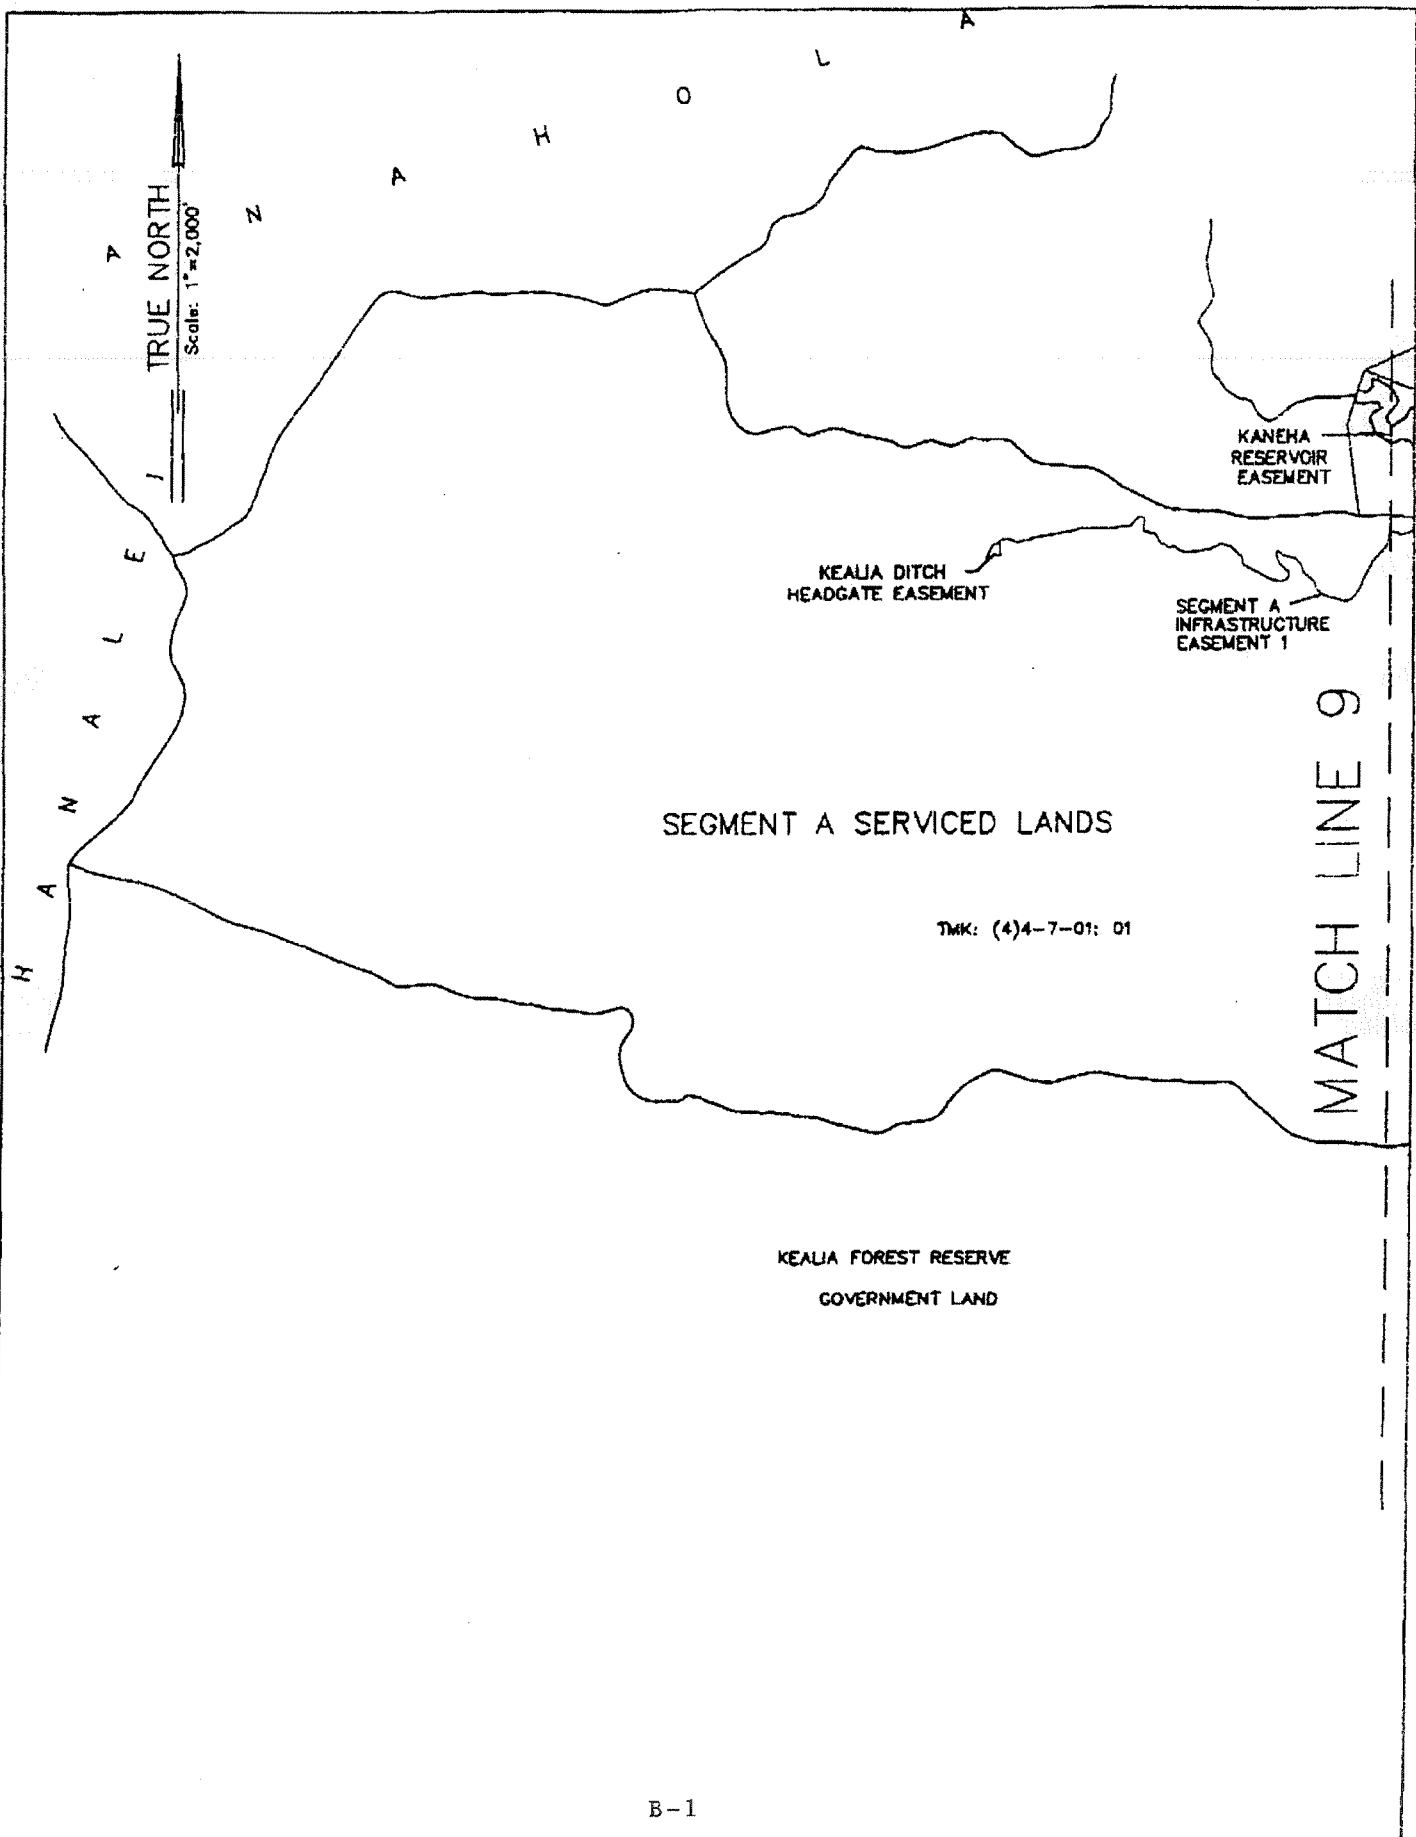 A N A H O L A
TRUE NORTH
Scale: 1"=2,000'
H A N A L E I
KANEHA
RESERVOIR
EASEMENT
KEALIA DITCH
HEADGATE EASEMENT
SEGMENT A
INFRASTRUCTURE
EASEMENT 1
MATCH LINE 9
SEGMENT A SERVICED LANDS
TMK: (4)4-7-01: 01
KEALIA FOREST RESERVE
GOVERNMENT LAND
B-1